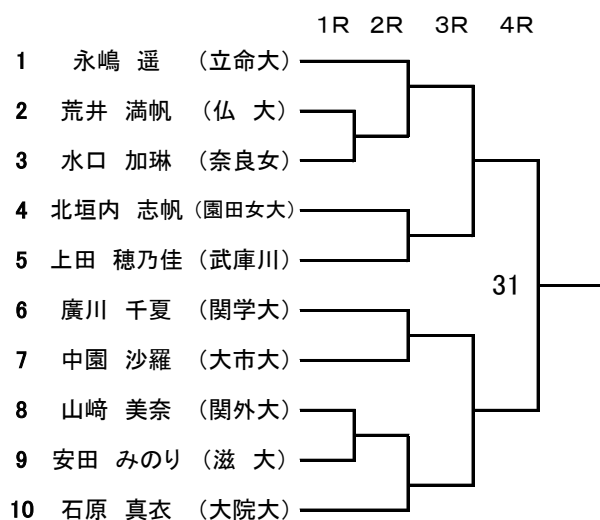 1R 2R 3R 4R
1 永嶋 遥 （立命大）
2 荒井 満帆 （仏 大）
3 水口 加琳 （奈良女）
4 北垣内 志帆 （園田女大）
5 上田 穂乃佳 （武庫川）
31
6 廣川 千夏 （関学大）
7 中園 沙羅 （大市大）
8 山﨑 美奈 （関外大）
9 安田 みのり （滋 大）
10 石原 真衣 （大院大）